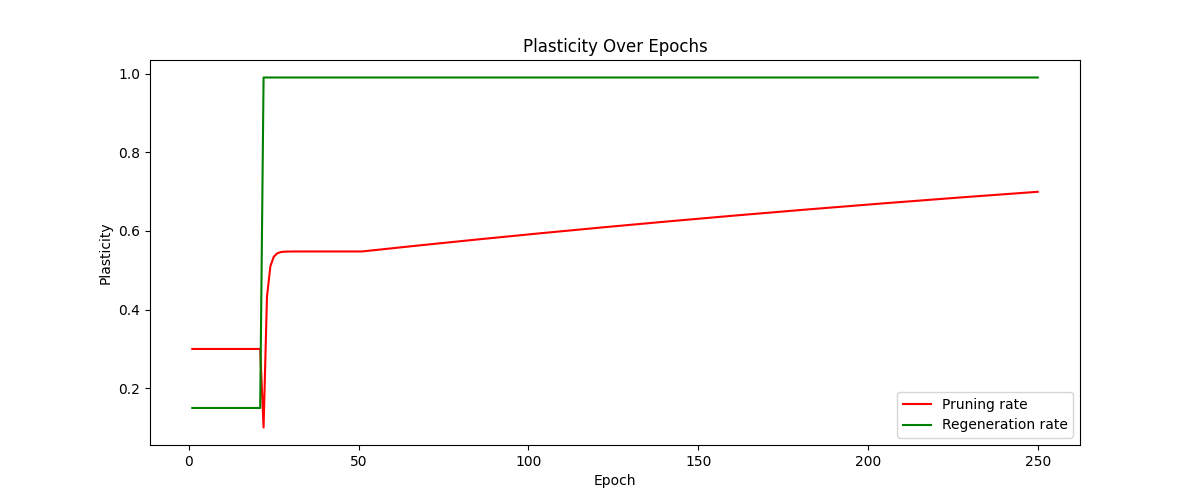 Plasticity Over Epochs
Plasticity
1.0
0.8
0.6
0.4
0.2
0 50 100 150 200 250
Epoch
Pruning rate
Regeneration rate